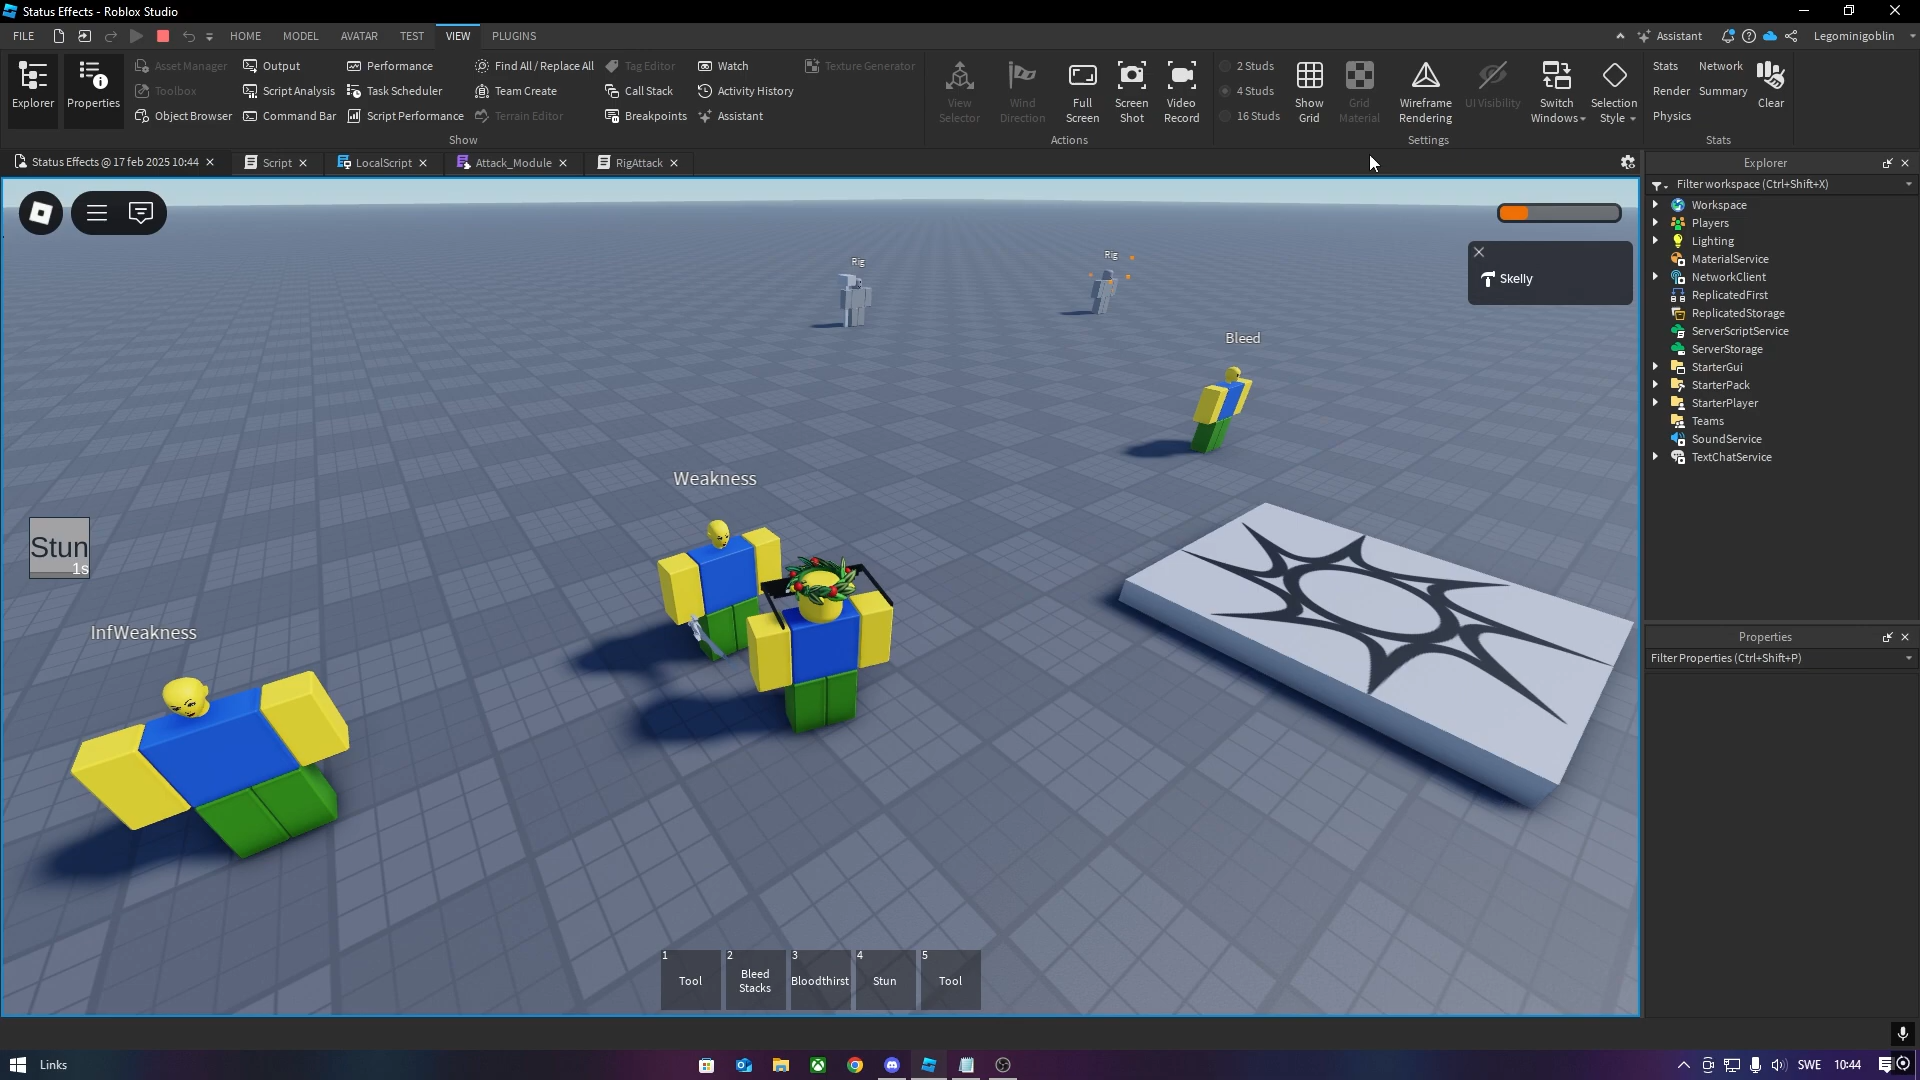 Status Effects - Roblox Studio
FILE
HOME
MODEL
AVATAR
TEST
VIEW
PLUGINS
Assistant
Legominigoblin
Explorer
Properties
Asset Manager
Toolbox
Object Browser
Output
Script Analysis
Command Bar
Performance
Task Scheduler
Script Performance
Find All / Replace All
Team Create
Terrain Editor
Tag Editor
Call Stack
Breakpoints
Watch
Activity History
Assistant
Texture Generator
Show
View
Selector
Wind
Direction
Full
Screen
Screen
Shot
Video
Record
Actions
2 Studs
4 Studs
16 Studs
Show
Grid
Grid
Material
Wireframe
Rendering
UI Visibility
Switch
Windows
Selection
Style
Settings
Stats
Network
Render
Summary
Physics
Clear
Stats
Status Effects @ 17 feb 2025 10:44
Script
LocalScript
Attack_Module
RigAttack
Explorer
Filter workspace (Ctrl+Shift+X)
Workspace
Players
Lighting
MaterialService
NetworkClient
ReplicatedFirst
ReplicatedStorage
ServerScriptService
ServerStorage
StarterGui
StarterPack
StarterPlayer
Teams
SoundService
TextChatService
Properties
Filter Properties (Ctrl+Shift+P)
Skelly
Rig
Rig
Bleed
Weakness
Stun
1s
InfWeakness
1
Tool
2
Bleed
Stacks
3
Bloodthirst
4
Stun
5
Tool
Links
SWE
10:44